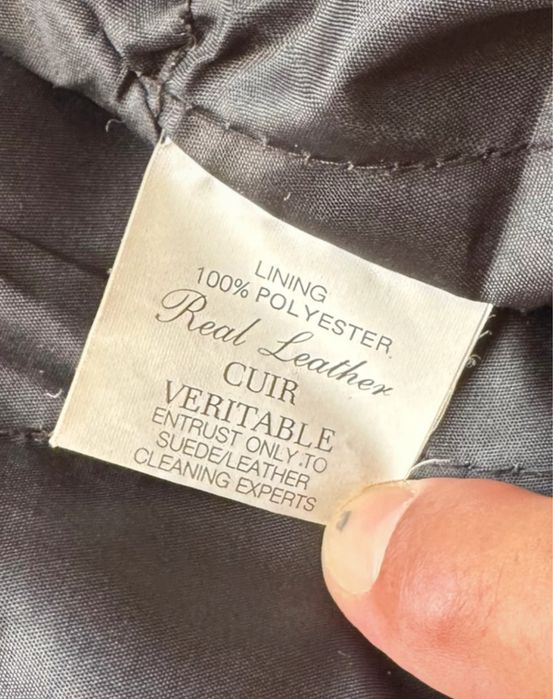 LINING
100% POLYESTER
Real Leather
CUIR
VERITABLE
ENTRUST ONLY TO
SUEDE/LEATHER
CLEANING EXPERTS